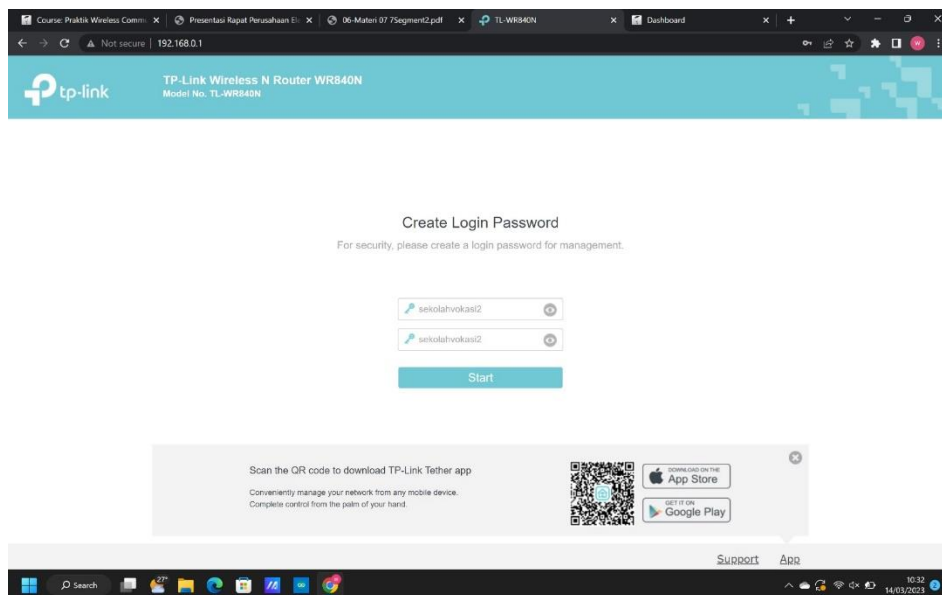 Course: Praktik Wireless Commu
Presentasi Rapat Perusahaan Ele
06-Materi 07 7Segment2.pdf
TL-WR840N
Dashboard
Not secure
192.168.0.1
tp-link
TP-Link Wireless N Router WR840N
Model No. TL-WR840N
Create Login Password
For security, please create a login password for management.
sekolahvokasi2
sekolahvokasi2
Start
Scan the QR code to download TP-Link Tether app
Conveniently manage your network from any mobile device.
Complete control from the palm of your hand.
DOWNLOAD ON THE
App Store
GET IT ON
Google Play
Support
App
27°
Search
10:32
14/03/2023
2